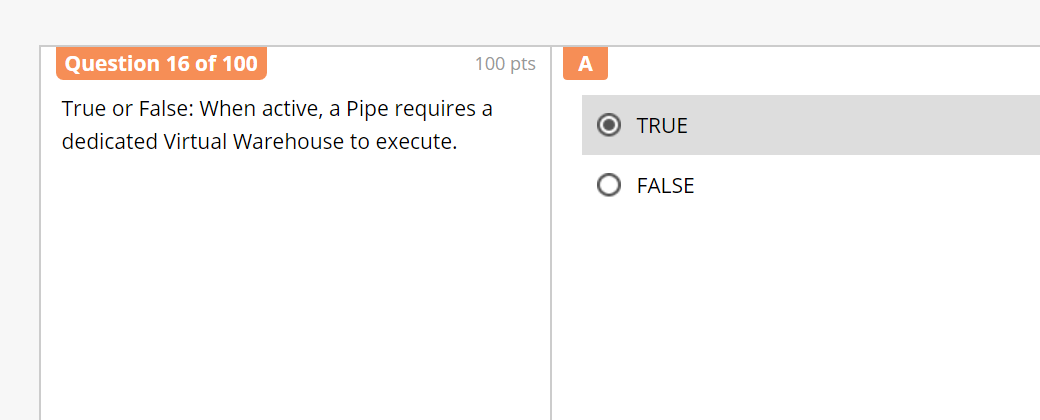 Question 16 of 100
100 pts
True or False: When active, a Pipe requires a
dedicated Virtual Warehouse to execute.
A
TRUE
FALSE